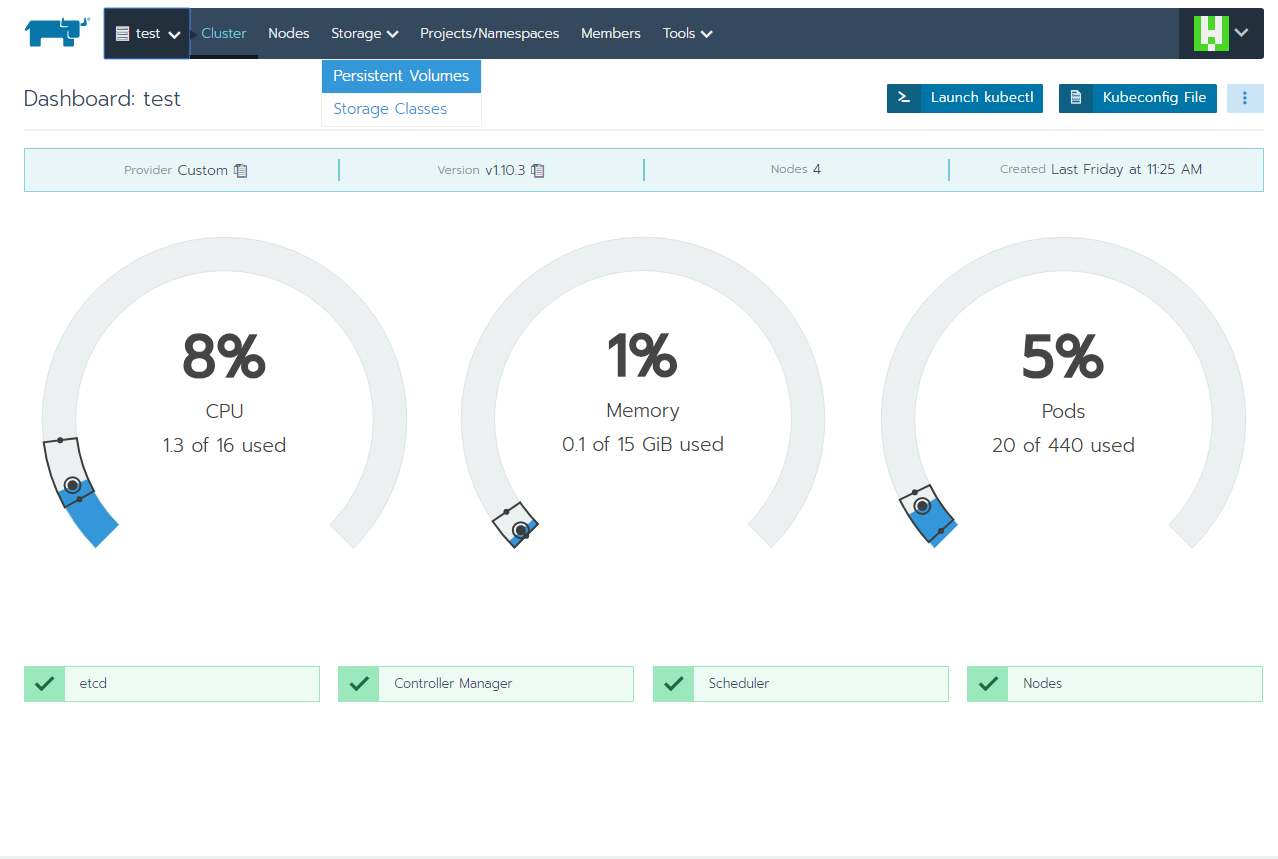 test Cluster Nodes Storage Projects/Namespaces Members Tools
Persistent Volumes
Storage Classes
Dashboard: test
Launch kubectl Kubeconfig File
Provider Custom Version v1.10.3 Nodes 4 Created Last Friday at 11:25 AM
8%
CPU
1.3 of 16 used
1%
Memory
0.1 of 15 GiB used
5%
Pods
20 of 440 used
etcd Controller Manager Scheduler Nodes